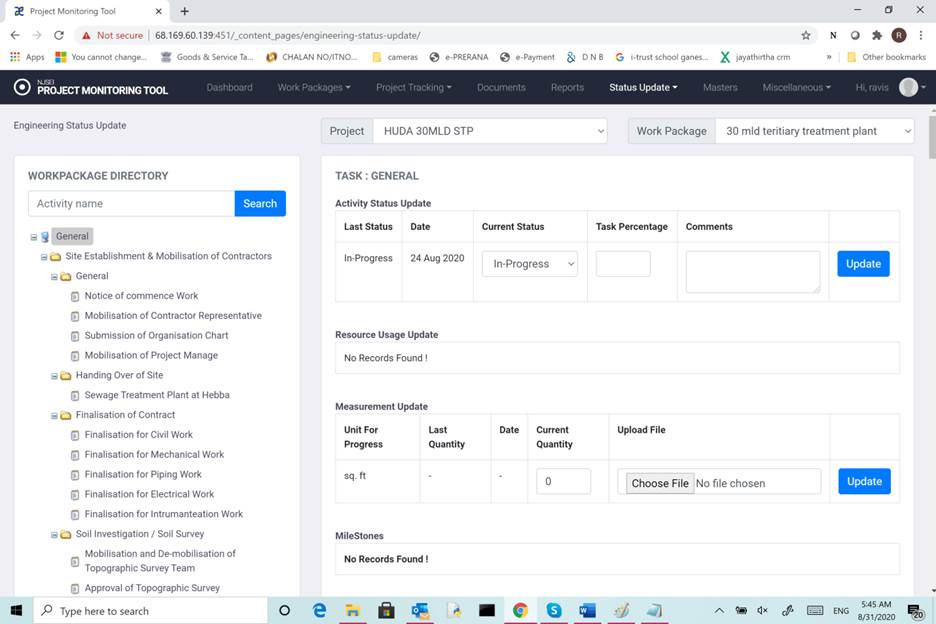 Project Monitoring Tool
Not secure | 68.169.60.139:451/_content_pages/engineering-status-update/
N
R
Apps You cannot change... Goods & Service Ta... CHALAN NO/ITNO... cameras e-PRERANA e-Payment D N B i-trust school ganes... jayathirtha crm » Other bookmarks
NJSEI
PROJECT MONITORING TOOL
Dashboard Work Packages Project Tracking Documents Reports Status Update Masters Miscellaneous Hi, ravis
Engineering Status Update
Project HUDA 30MLD STP Work Package 30 mld teritiary treatment plant
WORKPACKAGE DIRECTORY
Activity name Search
General
Site Establishment & Mobilisation of Contractors
General
Notice of commence Work
Mobilisation of Contractor Representative
Submission of Organisation Chart
Mobilisation of Project Manage
Handing Over of Site
Sewage Treatment Plant at Hebba
Finalisation of Contract
Finalisation for Civil Work
Finalisation for Mechanical Work
Finalisation for Piping Work
Finalisation for Electrical Work
Finalisation for Intrumanteation Work
Soil Investigation / Soil Survey
Mobilisation and De-mobilisation of
Topographic Survey Team
Approval of Topographic Survey
TASK : GENERAL
Activity Status Update
Last Status Date Current Status Task Percentage Comments
In-Progress 24 Aug 2020 In-Progress Update
Resource Usage Update
No Records Found !
Measurement Update
Unit For Progress Last Quantity Date Current Quantity Upload File
sq. ft - - 0 Choose File No file chosen Update
MileStones
No Records Found !
Type here to search
ENG
5:45 AM
8/31/2020
20